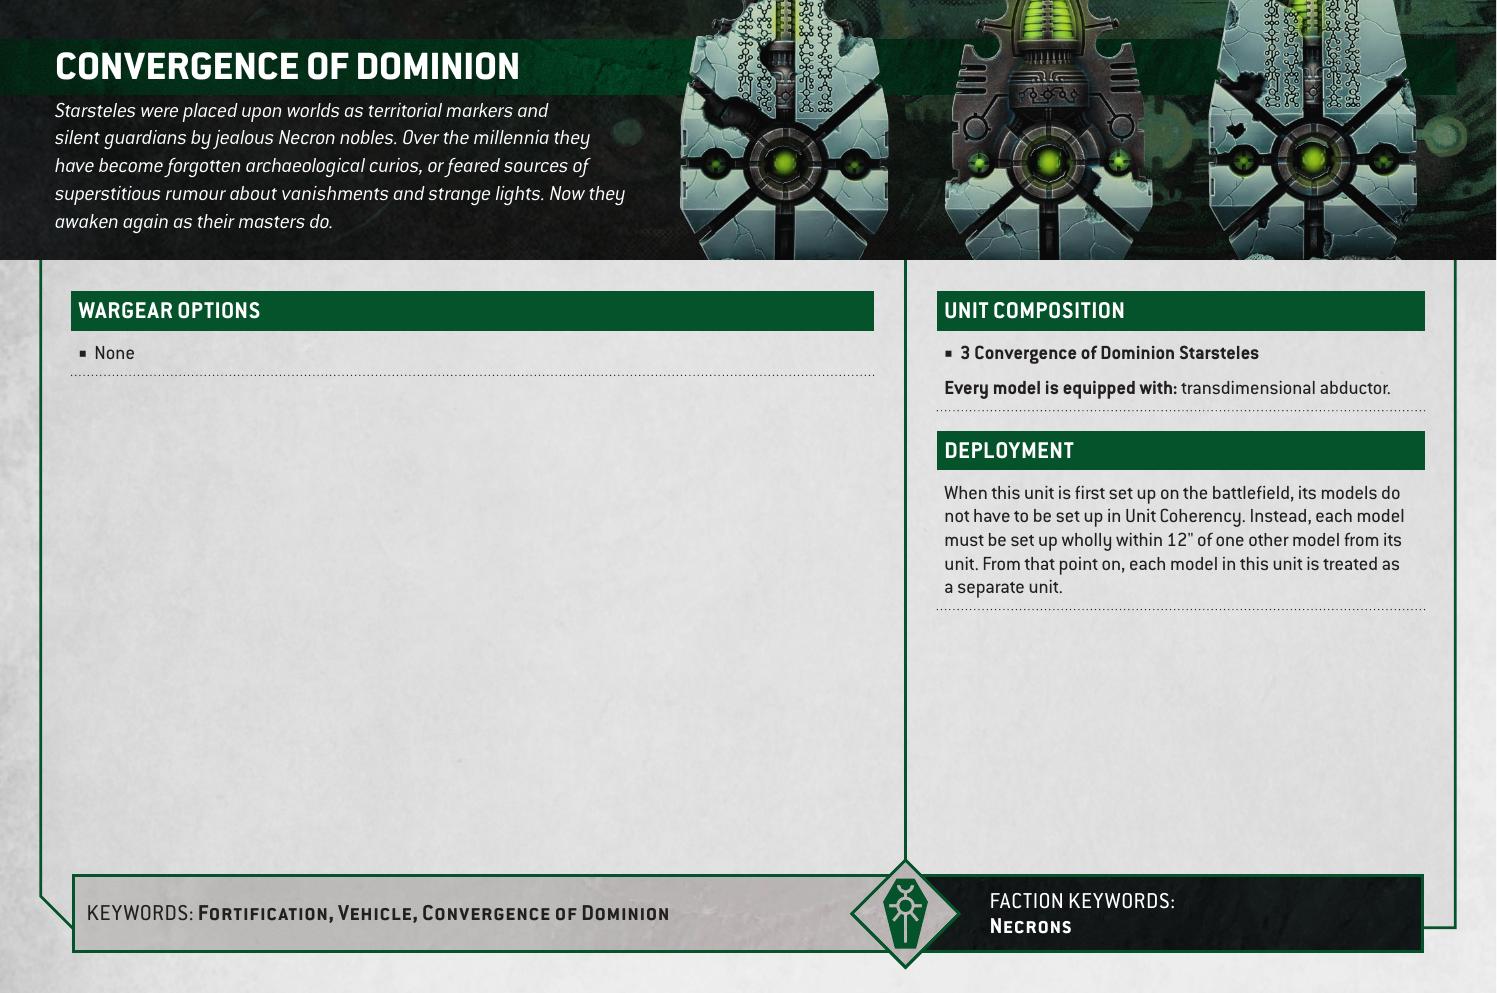 CONVERGENCE OF DOMINION
Starsteles were placed upon worlds as territorial markers and
silent guardians by jealous Necron nobles. Over the millennia they
have become forgotten archaeological curios, or feared sources of
superstitious rumour about vanishments and strange lights. Now they
awaken again as their masters do.
WARGEAR OPTIONS
■ None
UNIT COMPOSITION
■ 3 Convergence of Dominion Starsteles
Every model is equipped with: transdimensional abductor.
DEPLOYMENT
When this unit is first set up on the battlefield, its models do
not have to be set up in Unit Coherency. Instead, each model
must be set up wholly within 12" of one other model from its
unit. From that point on, each model in this unit is treated as
a separate unit.
KEYWORDS: Fortification, Vehicle, Convergence of Dominion
FACTION KEYWORDS:
Necrons